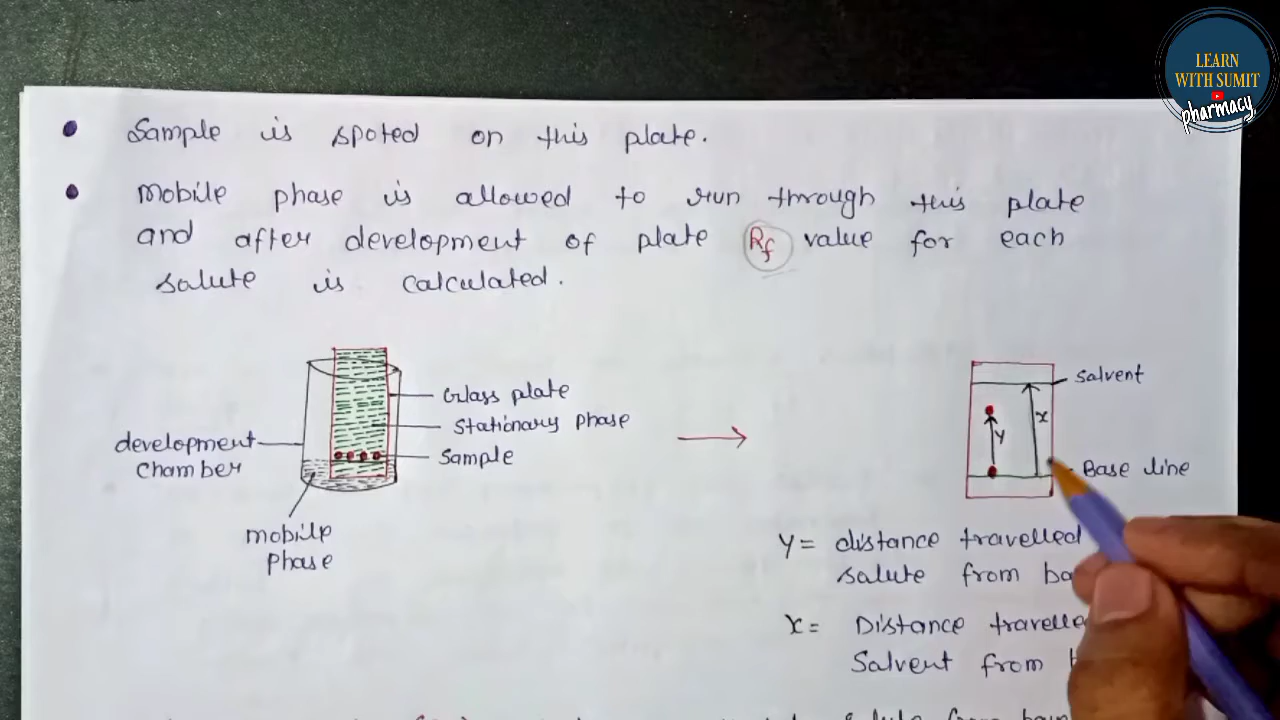 LEARN
WITH SUMIT
pharmacy
Sample is spoted on this plate.
Mobile phase is allowed to run through this plate
and after development of plate Rf value for each
salute is calculated.
Glass plate
Stationary phase
Sample
development
chamber
mobile
phase
Solvent
x
y
Base line
y = distance travelled
salute from
x = Distance
Solvent from